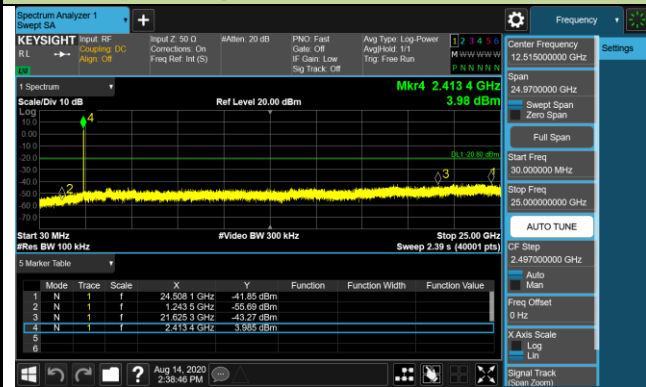 Spectrum Analyzer 1
Swept SA
Frequency
KEYSIGHT
RL
Input: RF
Coupling: DC
Align: Off
Input Z: 50 Ω
Corrections: On
Freq Ref: Int (S)
#Atten: 20 dB
PNO: Fast
Gate: Off
IF Gain: Low
Sig Track: Off
Avg Type: Log-Power
Avg|Hold: 1/1
Trig: Free Run
1 2 3 4 5 6
M W W W W W
P N N N N N
1 Spectrum
Scale/Div 10 dB
Ref Level 20.00 dBm
Mkr4 2.413 4 GHz
3.98 dBm
Log
10.0
0.00
-10.0
-20.0
-30.0
-40.0
-50.0
-60.0
-70.0
4
2
3
1
DL1 -20.80 dBm
Start 30 MHz
#Res BW 100 kHz
#Video BW 300 kHz
Stop 25.00 GHz
Sweep 2.39 s (40001 pts)
5 Marker Table
Mode Trace Scale X Y Function Function Width Function Value
1 N 1 f 24.508 1 GHz -41.85 dBm
2 N 1 f 1.243 5 GHz -55.69 dBm
3 N 1 f 21.625 3 GHz -43.27 dBm
4 N 1 f 2.413 4 GHz 3.985 dBm
5
6
Aug 14, 2020
2:38:46 PM
Center Frequency
12.515000000 GHz
Settings
Span
24.9700000 GHz
Swept Span
Zero Span
Full Span
Start Freq
30.000000 MHz
Stop Freq
25.000000000 GHz
AUTO TUNE
CF Step
2.497000000 GHz
Auto
Man
Freq Offset
0 Hz
X Axis Scale
Log
Lin
Signal Track
(Span Zoom)